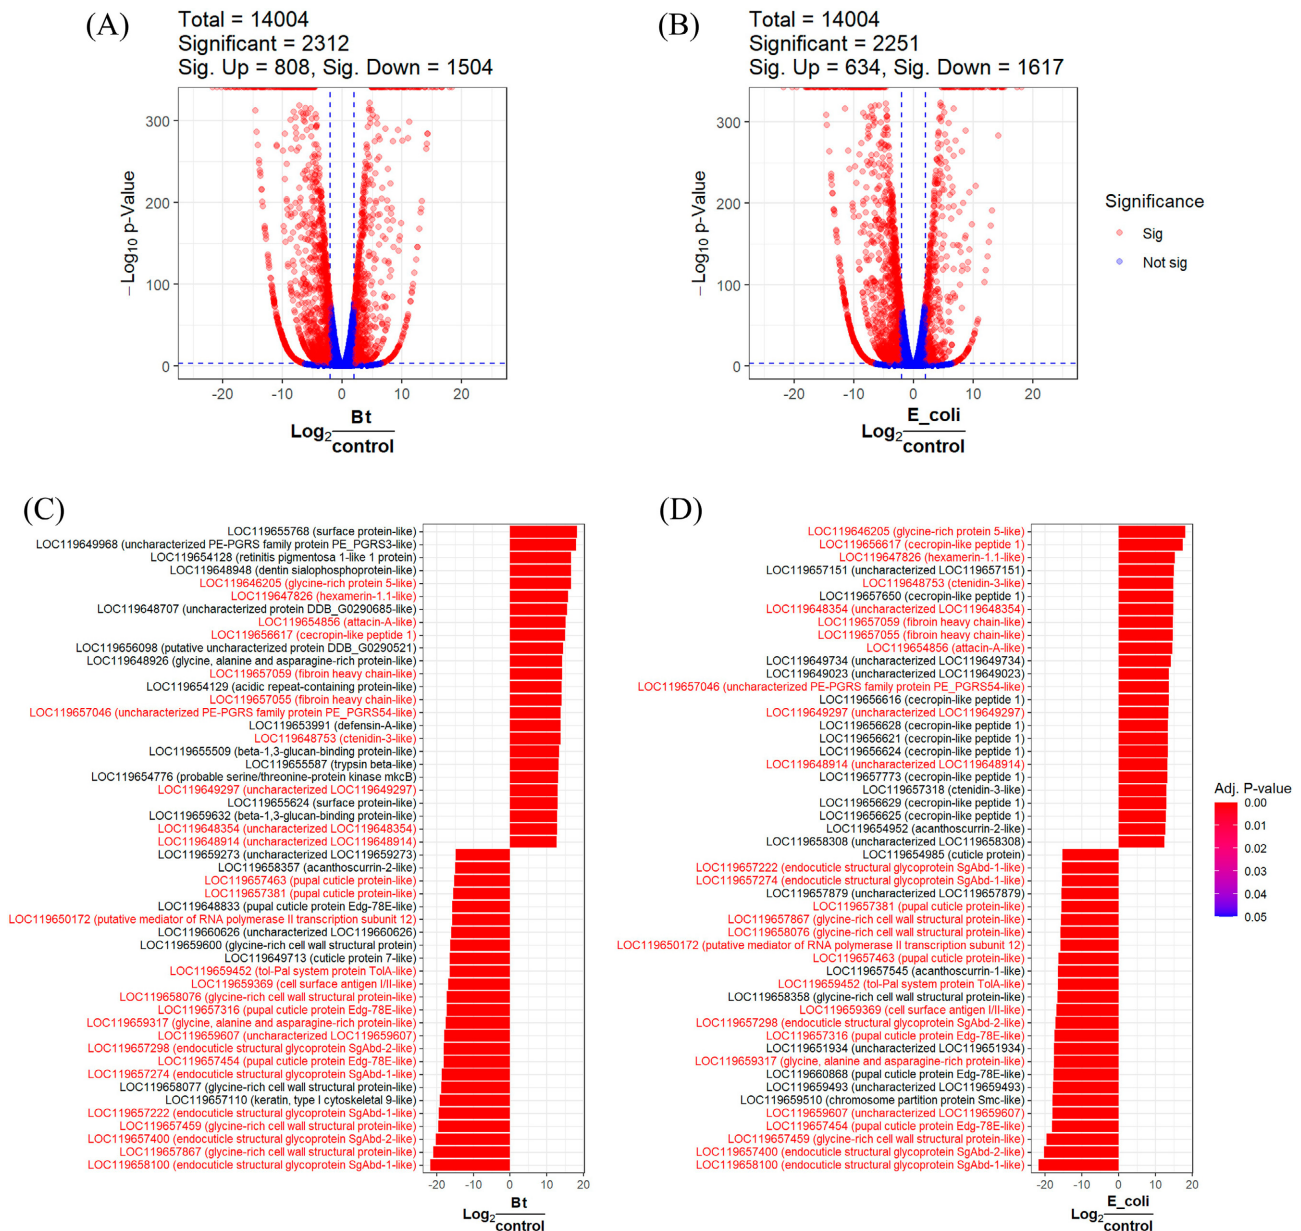 (A)
Total = 14004
Significant = 2312
Sig. Up = 808, Sig. Down = 1504
300
200
100
0
− Log10 p-Value
-20 -10 0 10 20
Log2 Bt
control
(B)
Total = 14004
Significant = 2251
Sig. Up = 634, Sig. Down = 1617
300
200
100
0
− Log10 p-Value
-20 -10 0 10 20
Log2 E_coli
control
Significance
Sig
Not sig
(C)
LOC119655768 (surface protein-like)
LOC119649968 (uncharacterized PE-PGRS family protein PE_PGRS3-like)
LOC119654128 (retinitis pigmentosa 1-like 1 protein)
LOC119648948 (dentin sialophosphoprotein-like)
LOC119646205 (glycine-rich protein 5-like)
LOC119647826 (hexamerin-1.1-like)
LOC119648707 (uncharacterized protein DDB_G0290685-like)
LOC119654856 (attacin-A-like)
LOC119656617 (cecropin-like peptide 1)
LOC119656098 (putative uncharacterized protein DDB_G0290521)
LOC119648926 (glycine, alanine and asparagine-rich protein-like)
LOC119657059 (fibroin heavy chain-like)
LOC119654129 (acidic repeat-containing protein-like)
LOC119657055 (fibroin heavy chain-like)
LOC119657046 (uncharacterized PE-PGRS family protein PE_PGRS54-like)
LOC119653991 (defensin-A-like)
LOC119648753 (ctenidin-3-like)
LOC119655509 (beta-1,3-glucan-binding protein-like)
LOC119655587 (trypsin beta-like)
LOC119654776 (probable serine/threonine-protein kinase mkcB)
LOC119649297 (uncharacterized LOC119649297)
LOC119655624 (surface protein-like)
LOC119659632 (beta-1,3-glucan-binding protein-like)
LOC119648354 (uncharacterized LOC119648354)
LOC119648914 (uncharacterized LOC119648914)
LOC119659273 (uncharacterized LOC119659273)
LOC119658357 (acanthoscurrin-2-like)
LOC119657463 (pupal cuticle protein-like)
LOC119657381 (pupal cuticle protein-like)
LOC119648833 (pupal cuticle protein Edg-78E-like)
LOC119650172 (putative mediator of RNA polymerase II transcription subunit 12)
LOC119660626 (uncharacterized LOC119660626)
LOC119659600 (glycine-rich cell wall structural protein)
LOC119649713 (cuticle protein 7-like)
LOC119659452 (tol-Pal system protein TolA-like)
LOC119659369 (cell surface antigen I/II-like)
LOC119658076 (glycine-rich cell wall structural protein-like)
LOC119657316 (pupal cuticle protein Edg-78E-like)
LOC119659317 (glycine, alanine and asparagine-rich protein-like)
LOC119659607 (uncharacterized LOC119659607)
LOC119657298 (endocuticle structural glycoprotein SgAbd-2-like)
LOC119657454 (pupal cuticle protein Edg-78E-like)
LOC119657274 (endocuticle structural glycoprotein SgAbd-1-like)
LOC119658077 (glycine-rich cell wall structural protein-like)
LOC119657110 (keratin, type I cytoskeletal 9-like)
LOC119657222 (endocuticle structural glycoprotein SgAbd-1-like)
LOC119657459 (glycine-rich cell wall structural protein-like)
LOC119657400 (endocuticle structural glycoprotein SgAbd-2-like)
LOC119657867 (glycine-rich cell wall structural protein-like)
LOC119658100 (endocuticle structural glycoprotein SgAbd-1-like)
-20 -10 0 10 20
Log2 Bt
control
(D)
LOC119646205 (glycine-rich protein 5-like)
LOC119656617 (cecropin-like peptide 1)
LOC119647826 (hexamerin-1.1-like)
LOC119657151 (uncharacterized LOC119657151)
LOC119648753 (ctenidin-3-like)
LOC119657650 (cecropin-like peptide 1)
LOC119648354 (uncharacterized LOC119648354)
LOC119657059 (fibroin heavy chain-like)
LOC119657055 (fibroin heavy chain-like)
LOC119654856 (attacin-A-like)
LOC119649734 (uncharacterized LOC119649734)
LOC119649023 (uncharacterized LOC119649023)
LOC119657046 (uncharacterized PE-PGRS family protein PE_PGRS54-like)
LOC119656616 (cecropin-like peptide 1)
LOC119649297 (uncharacterized LOC119649297)
LOC119656628 (cecropin-like peptide 1)
LOC119656621 (cecropin-like peptide 1)
LOC119656624 (cecropin-like peptide 1)
LOC119648914 (uncharacterized LOC119648914)
LOC119657773 (cecropin-like peptide 1)
LOC119657318 (ctenidin-3-like)
LOC119656629 (cecropin-like peptide 1)
LOC119656625 (cecropin-like peptide 1)
LOC119654952 (acanthoscurrin-2-like)
LOC119658308 (uncharacterized LOC119658308)
LOC119654985 (cuticle protein)
LOC119657222 (endocuticle structural glycoprotein SgAbd-1-like)
LOC119657274 (endocuticle structural glycoprotein SgAbd-1-like)
LOC119657879 (uncharacterized LOC119657879)
LOC119657381 (pupal cuticle protein-like)
LOC119657867 (glycine-rich cell wall structural protein-like)
LOC119658076 (glycine-rich cell wall structural protein-like)
LOC119650172 (putative mediator of RNA polymerase II transcription subunit 12)
LOC119657463 (pupal cuticle protein-like)
LOC119657545 (acanthoscurrin-1-like)
LOC119659452 (tol-Pal system protein TolA-like)
LOC119658358 (glycine-rich cell wall structural protein-like)
LOC119659369 (cell surface antigen I/II-like)
LOC119657298 (endocuticle structural glycoprotein SgAbd-2-like)
LOC119657316 (pupal cuticle protein Edg-78E-like)
LOC119651934 (uncharacterized LOC119651934)
LOC119659317 (glycine, alanine and asparagine-rich protein-like)
LOC119660868 (pupal cuticle protein Edg-78E-like)
LOC119659493 (uncharacterized LOC119659493)
LOC119659510 (chromosome partition protein Smc-like)
LOC119659607 (uncharacterized LOC119659607)
LOC119657454 (pupal cuticle protein Edg-78E-like)
LOC119657459 (glycine-rich cell wall structural protein-like)
LOC119657400 (endocuticle structural glycoprotein SgAbd-2-like)
LOC119658100 (endocuticle structural glycoprotein SgAbd-1-like)
-20 -10 0 10 20
Log2 E_coli
control
Adj. P-value
0.00
0.01
0.02
0.03
0.04
0.05